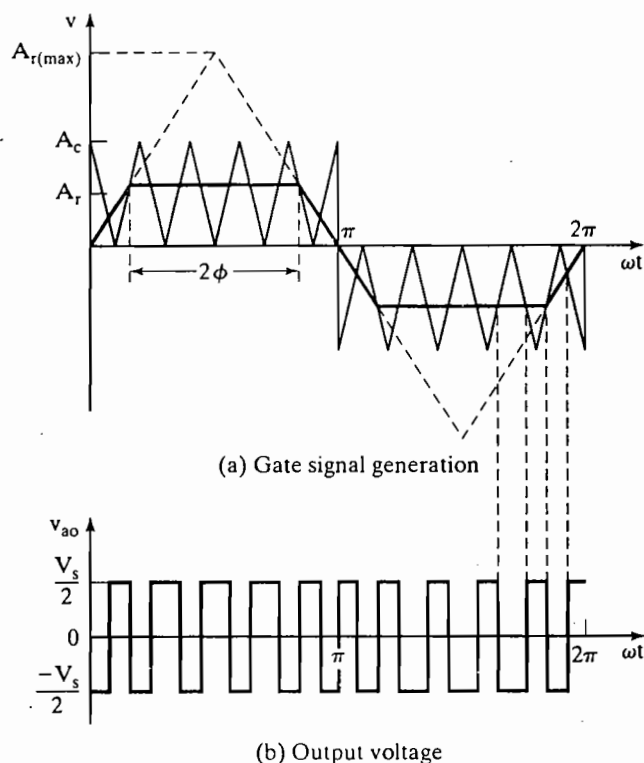 v
A_r(max)
A_c
A_r
π
2π
ωt
2ϕ
(a) Gate signal generation
v_ao
V_s
2
0
−V_s
2
π
2π
ωt
(b) Output voltage